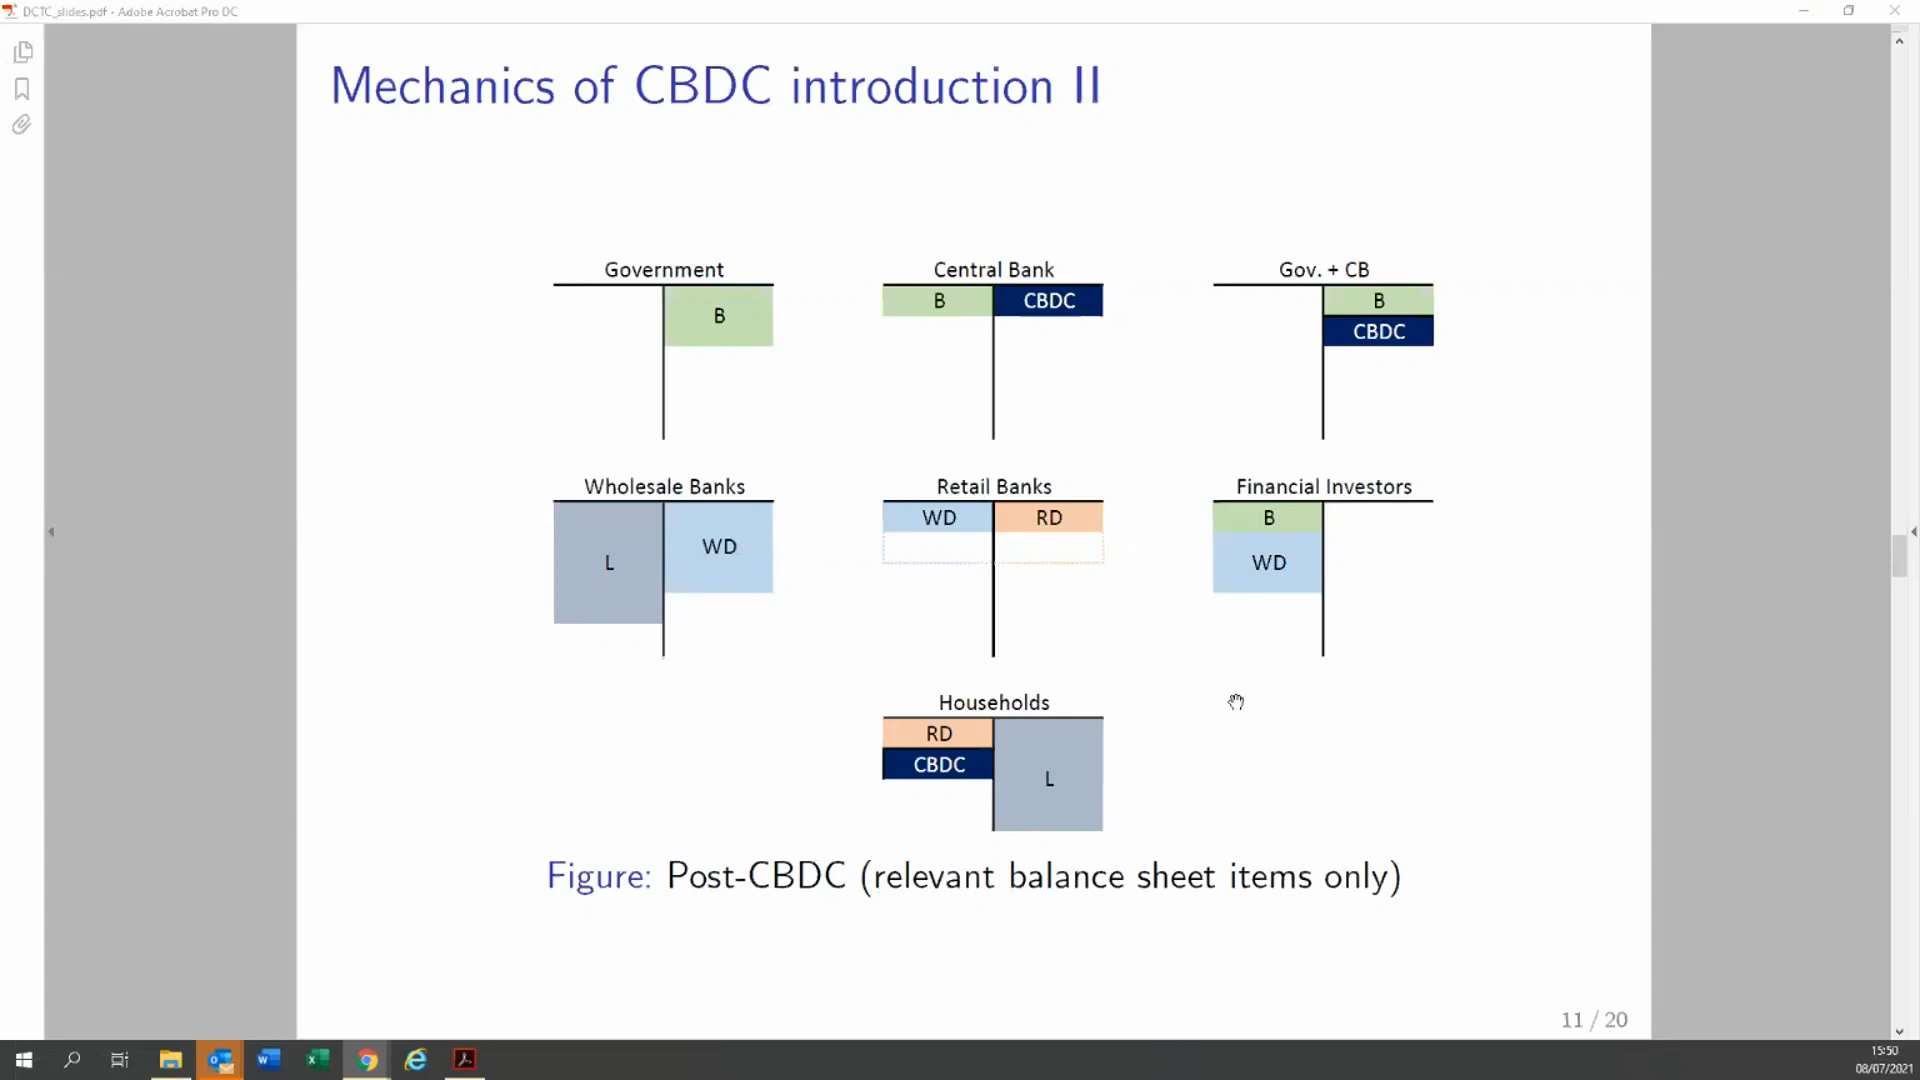 DCTC_slides.pdf - Adobe Acrobat Pro DC
Mechanics of CBDC introduction II
Government
B
Central Bank
B CBDC
Gov. + CB
B
CBDC
Wholesale Banks
L WD
Retail Banks
WD RD
Financial Investors
B
WD
Households
RD
CBDC
L
Figure: Post-CBDC (relevant balance sheet items only)
11 / 20
15:50
08/07/2021